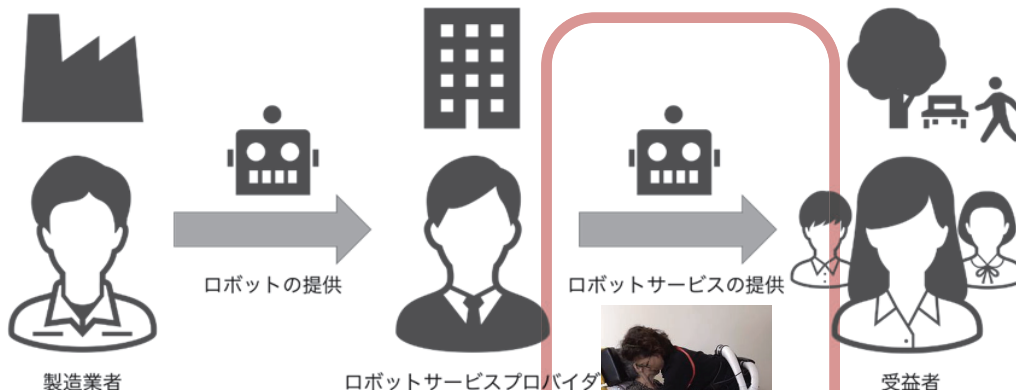 ロボットの提供
ロボットサービスの提供
製造業者
ロボットサービスプロバイダ
受益者